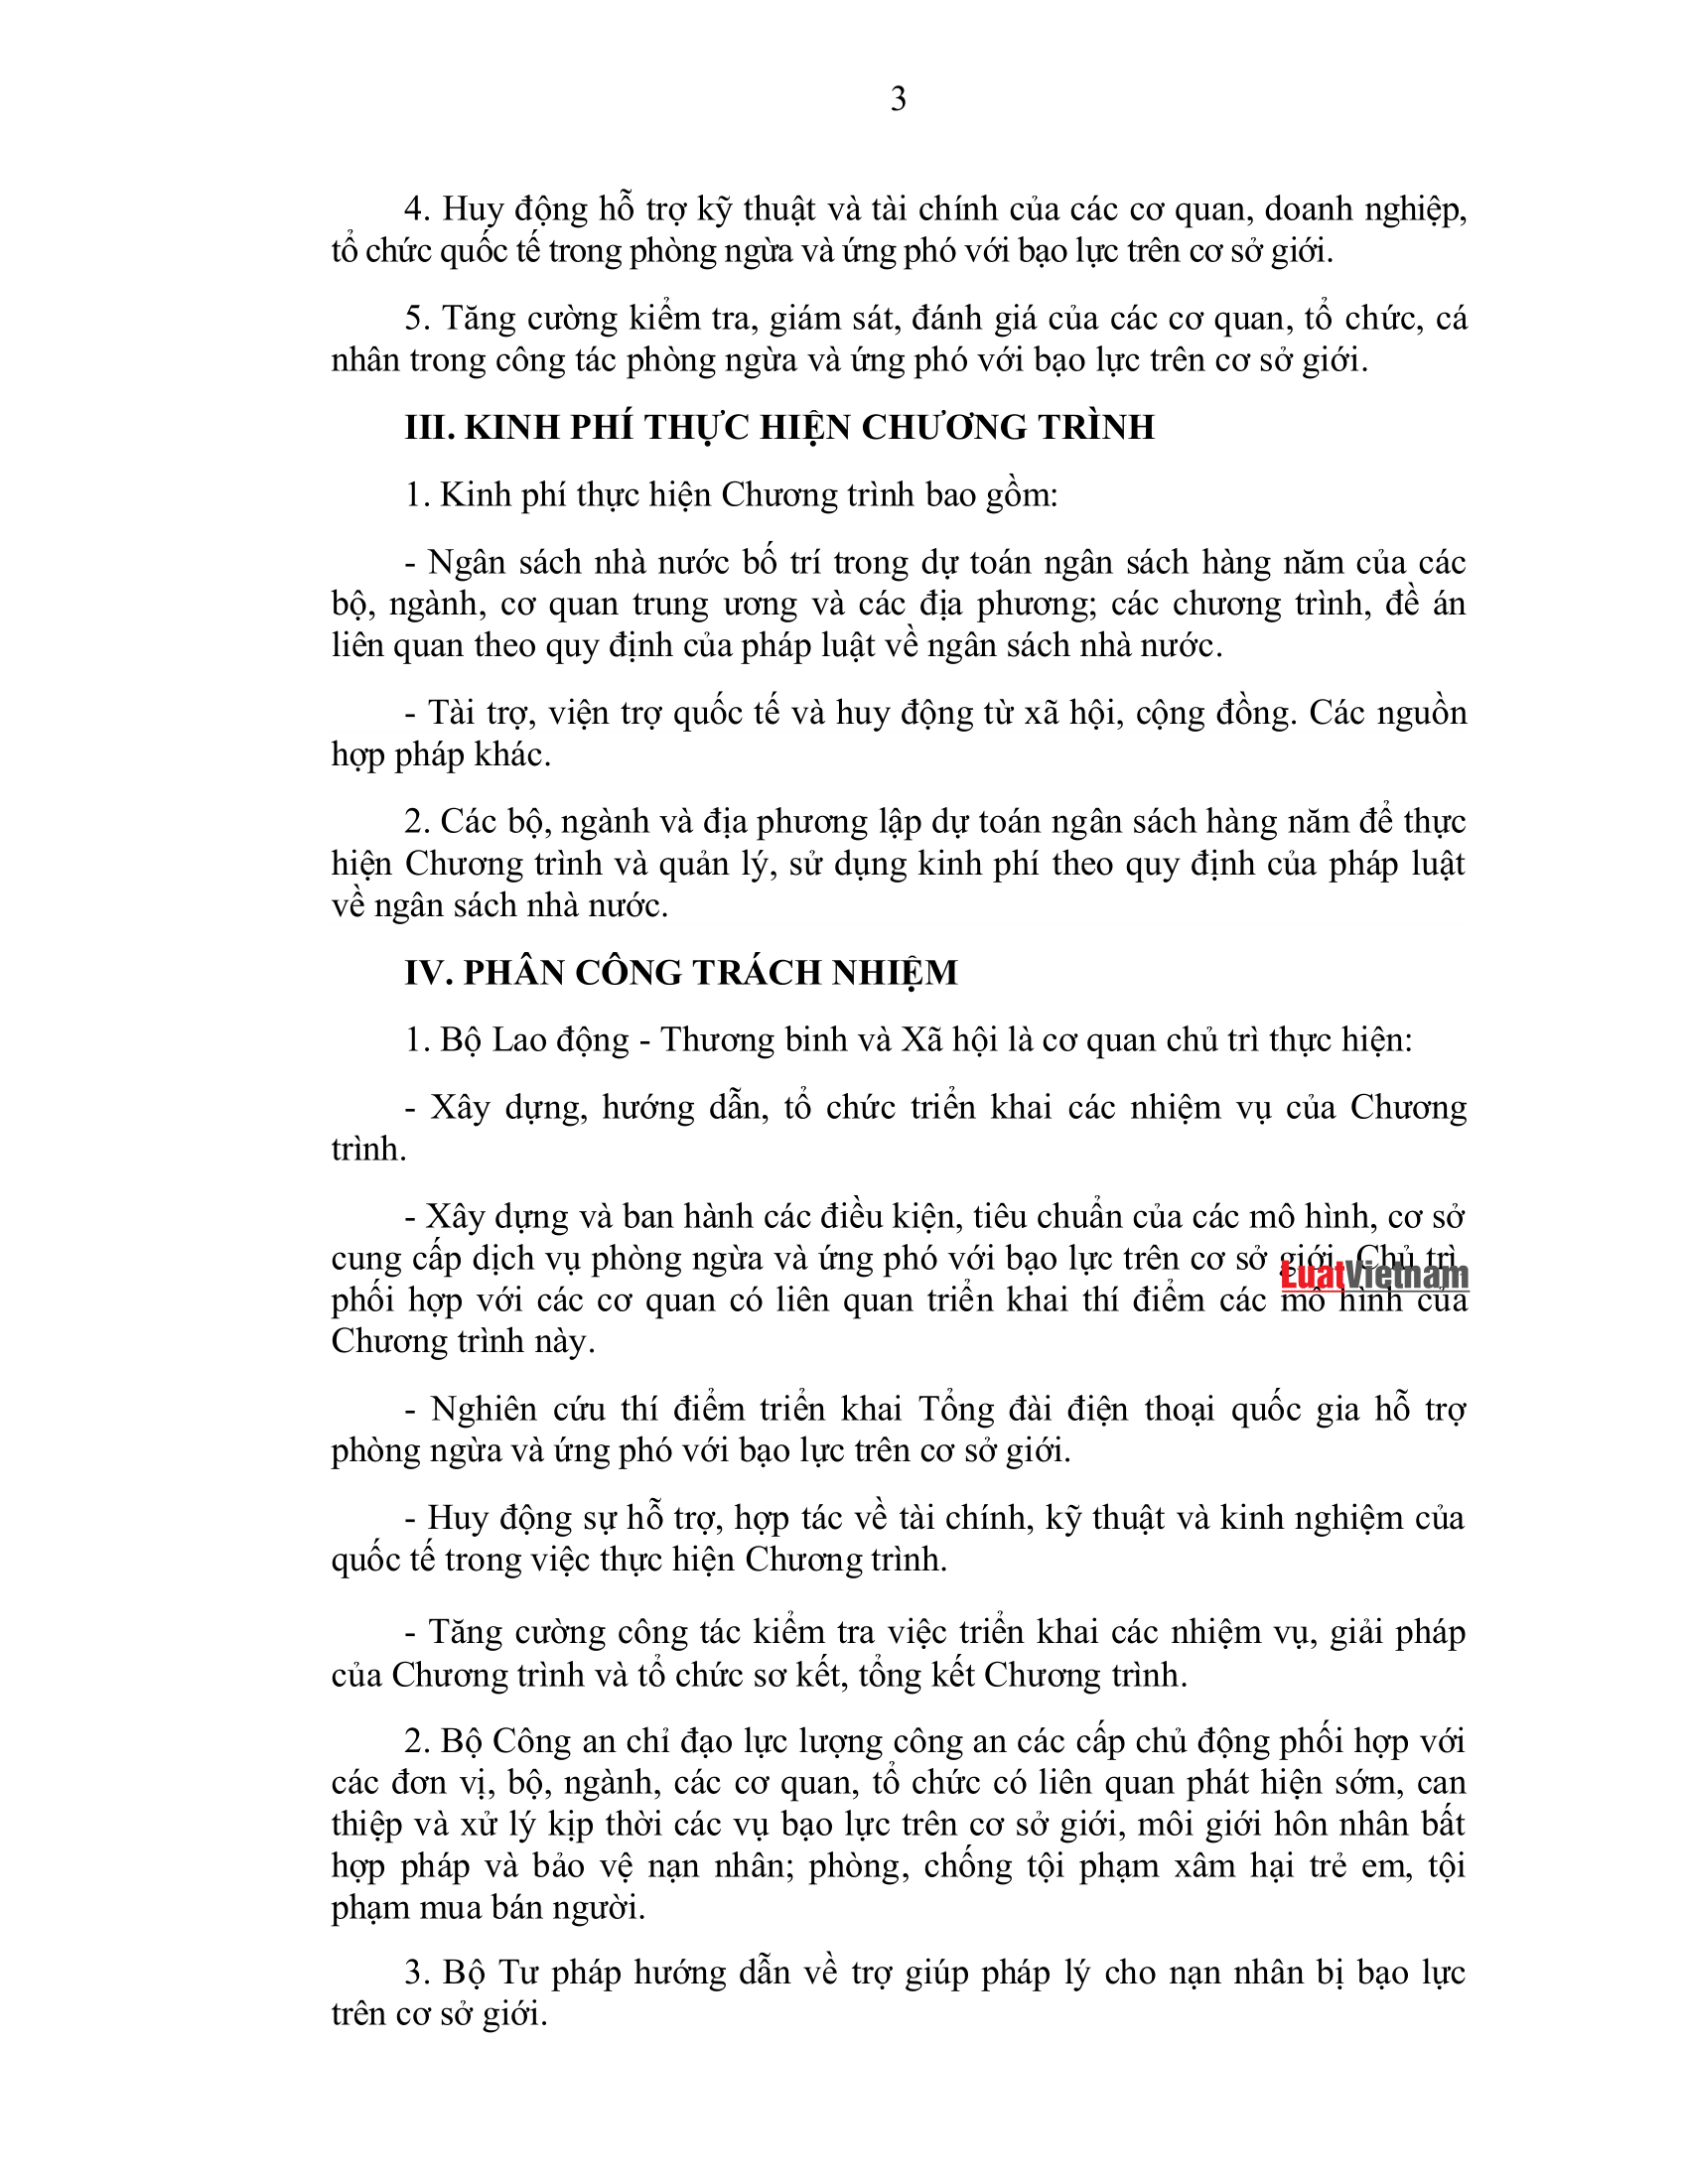 3
4. Huy động hỗ trợ kỹ thuật và tài chính của các cơ quan, doanh nghiệp,
tổ chức quốc tế trong phòng ngừa và ứng phó với bạo lực trên cơ sở giới.
5. Tăng cường kiểm tra, giám sát, đánh giá của các cơ quan, tổ chức, cá
nhân trong công tác phòng ngừa và ứng phó với bạo lực trên cơ sở giới.
III. KINH PHÍ THỰC HIỆN CHƯƠNG TRÌNH
1. Kinh phí thực hiện Chương trình bao gồm:
- Ngân sách nhà nước bố trí trong dự toán ngân sách hàng năm của các
bộ, ngành, cơ quan trung ương và các địa phương; các chương trình, đề án
liên quan theo quy định của pháp luật về ngân sách nhà nước.
- Tài trợ, viện trợ quốc tế và huy động từ xã hội, cộng đồng. Các nguồn
hợp pháp khác.
2. Các bộ, ngành và địa phương lập dự toán ngân sách hàng năm để thực
hiện Chương trình và quản lý, sử dụng kinh phí theo quy định của pháp luật
về ngân sách nhà nước.
IV. PHÂN CÔNG TRÁCH NHIỆM
1. Bộ Lao động - Thương binh và Xã hội là cơ quan chủ trì thực hiện:
- Xây dựng, hướng dẫn, tổ chức triển khai các nhiệm vụ của Chương
trình.
- Xây dựng và ban hành các điều kiện, tiêu chuẩn của các mô hình, cơ sở
cung cấp dịch vụ phòng ngừa và ứng phó với bạo lực trên cơ sở giới. Chủ trì,
LuatVietnam
phối hợp với các cơ quan có liên quan triển khai thí điểm các mô hình của
Chương trình này.
- Nghiên cứu thí điểm triển khai Tổng đài điện thoại quốc gia hỗ trợ
phòng ngừa và ứng phó với bạo lực trên cơ sở giới.
- Huy động sự hỗ trợ, hợp tác về tài chính, kỹ thuật và kinh nghiệm của
quốc tế trong việc thực hiện Chương trình.
- Tăng cường công tác kiểm tra việc triển khai các nhiệm vụ, giải pháp
của Chương trình và tổ chức sơ kết, tổng kết Chương trình.
2. Bộ Công an chỉ đạo lực lượng công an các cấp chủ động phối hợp với
các đơn vị, bộ, ngành, các cơ quan, tổ chức có liên quan phát hiện sớm, can
thiệp và xử lý kịp thời các vụ bạo lực trên cơ sở giới, môi giới hôn nhân bất
hợp pháp và bảo vệ nạn nhân; phòng, chống tội phạm xâm hại trẻ em, tội
phạm mua bán người.
3. Bộ Tư pháp hướng dẫn về trợ giúp pháp lý cho nạn nhân bị bạo lực
trên cơ sở giới.